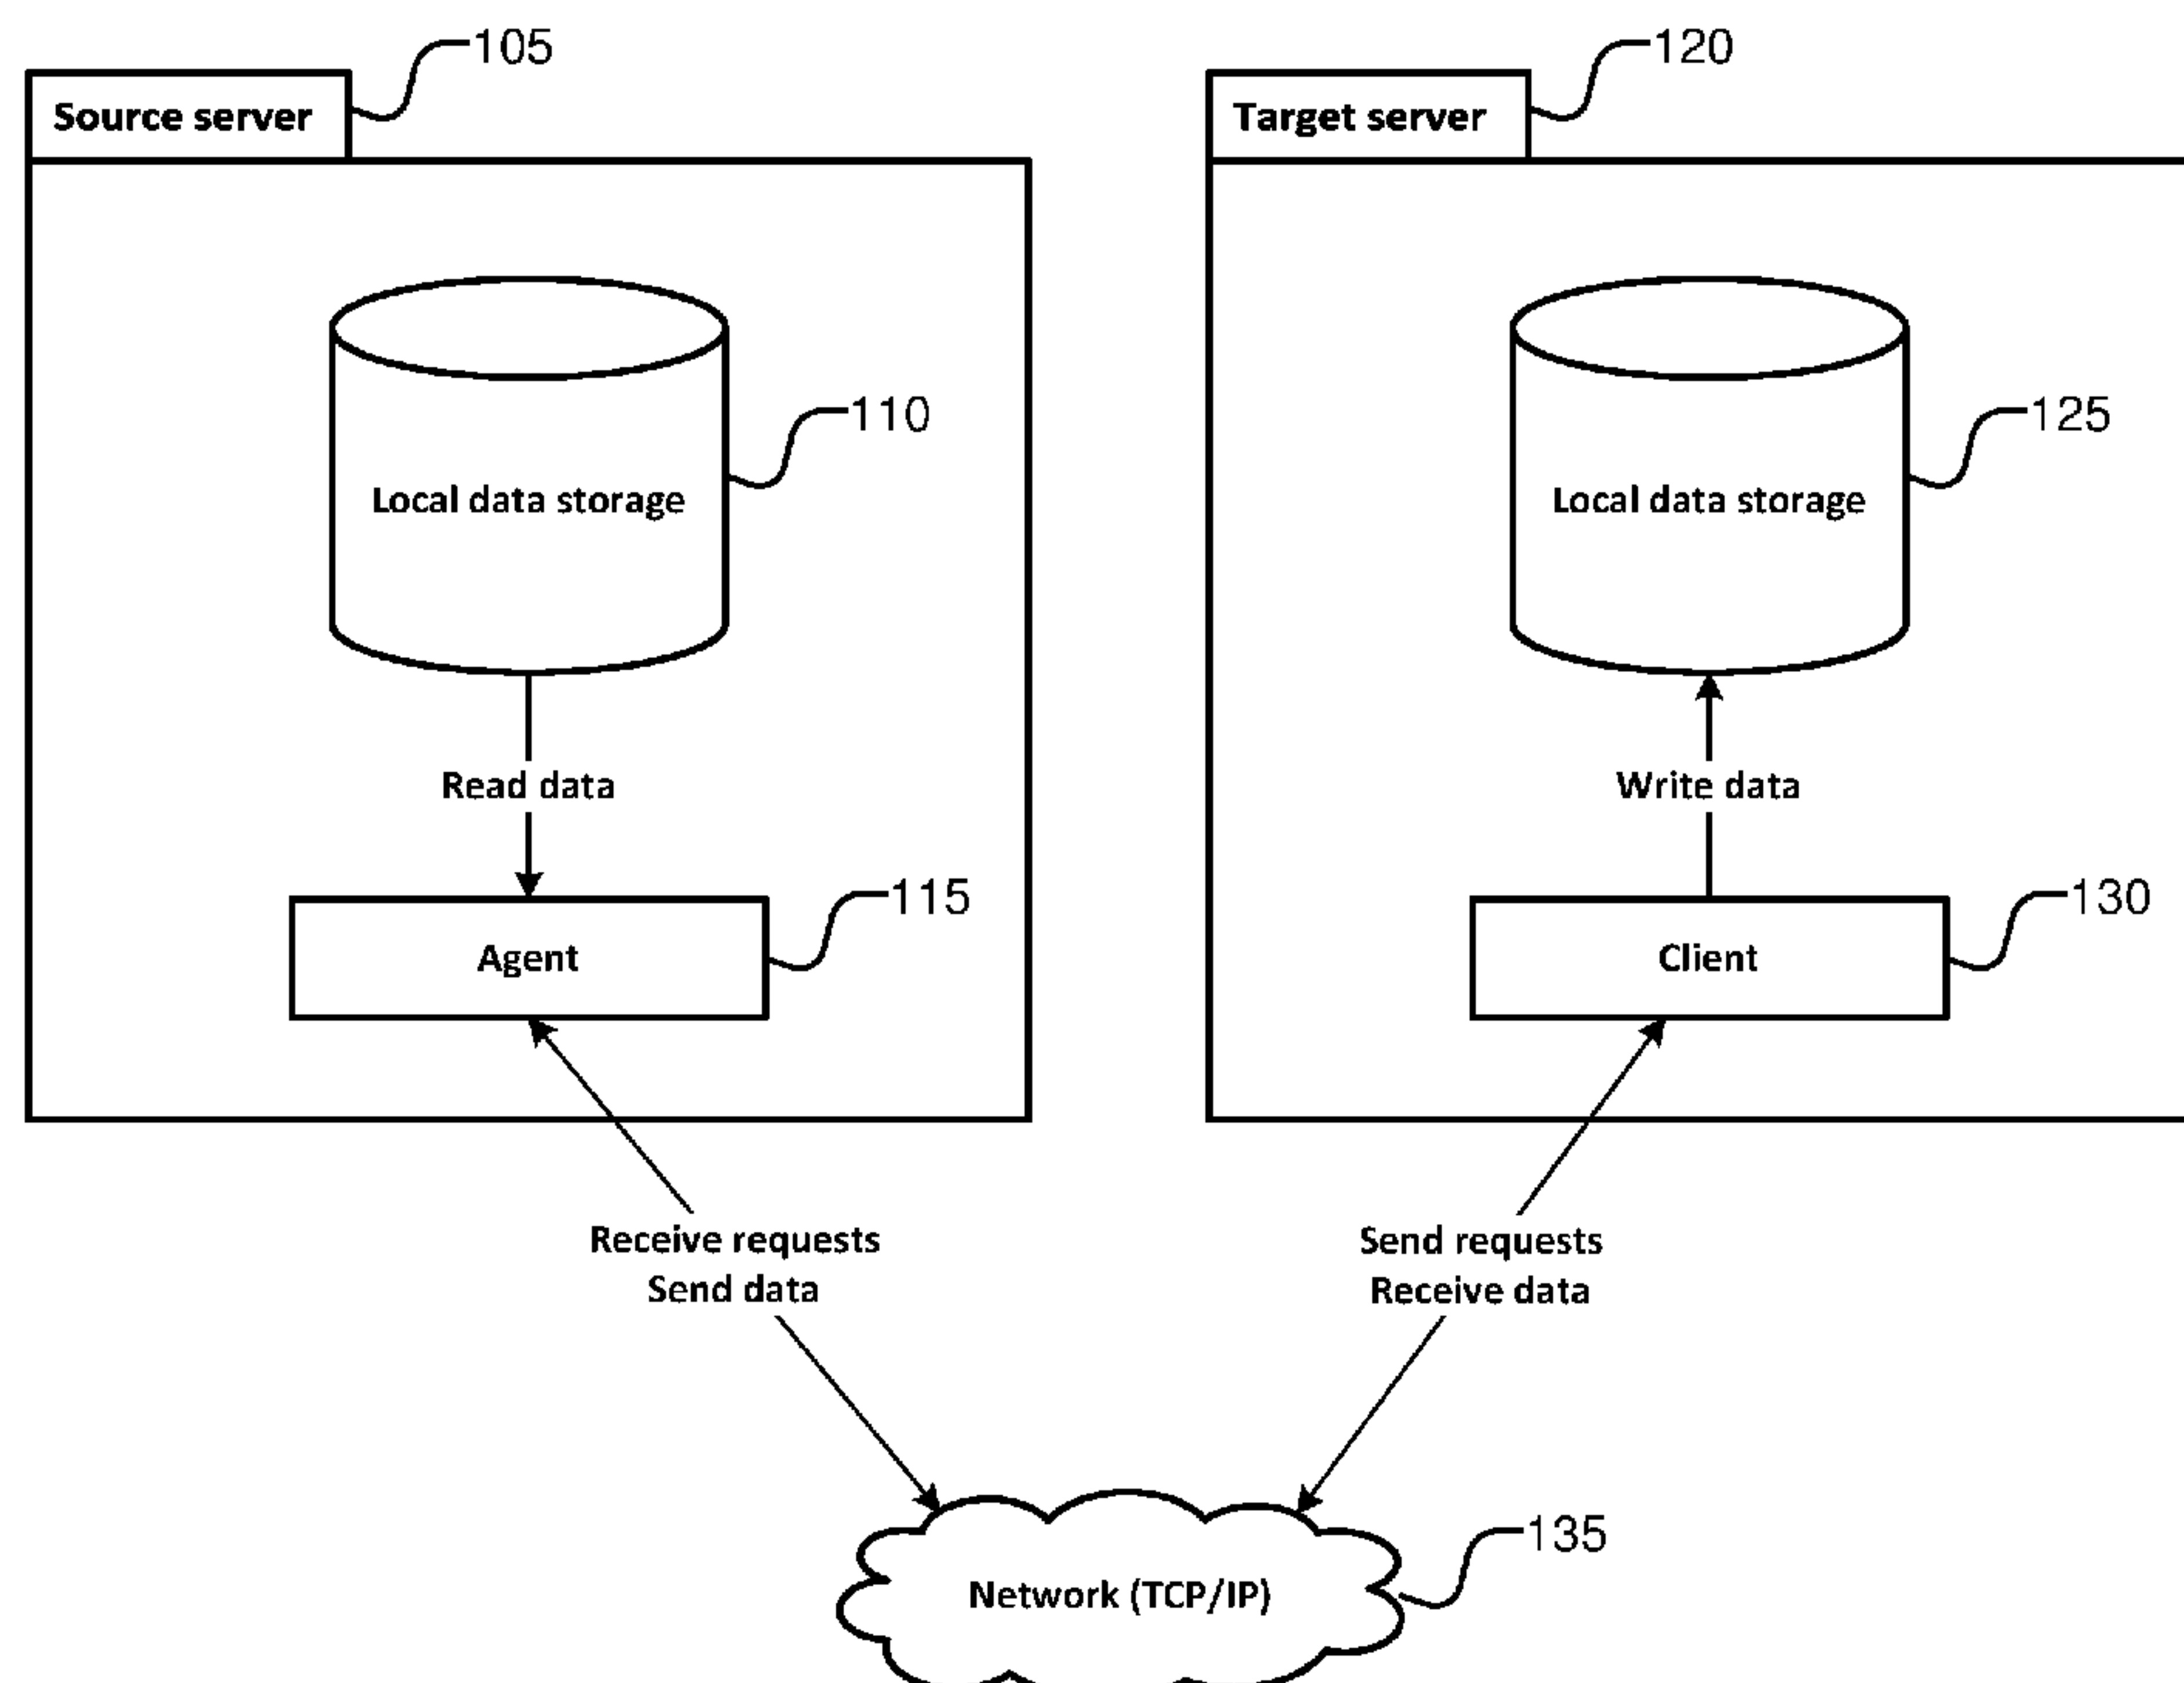 105
120
Source server
Target server
110
125
Local data storage
Local data storage
Read data
Write data
115
130
Agent
Client
Receive requests
Send data
Send requests
Receive data
135
Network (TCP/IP)